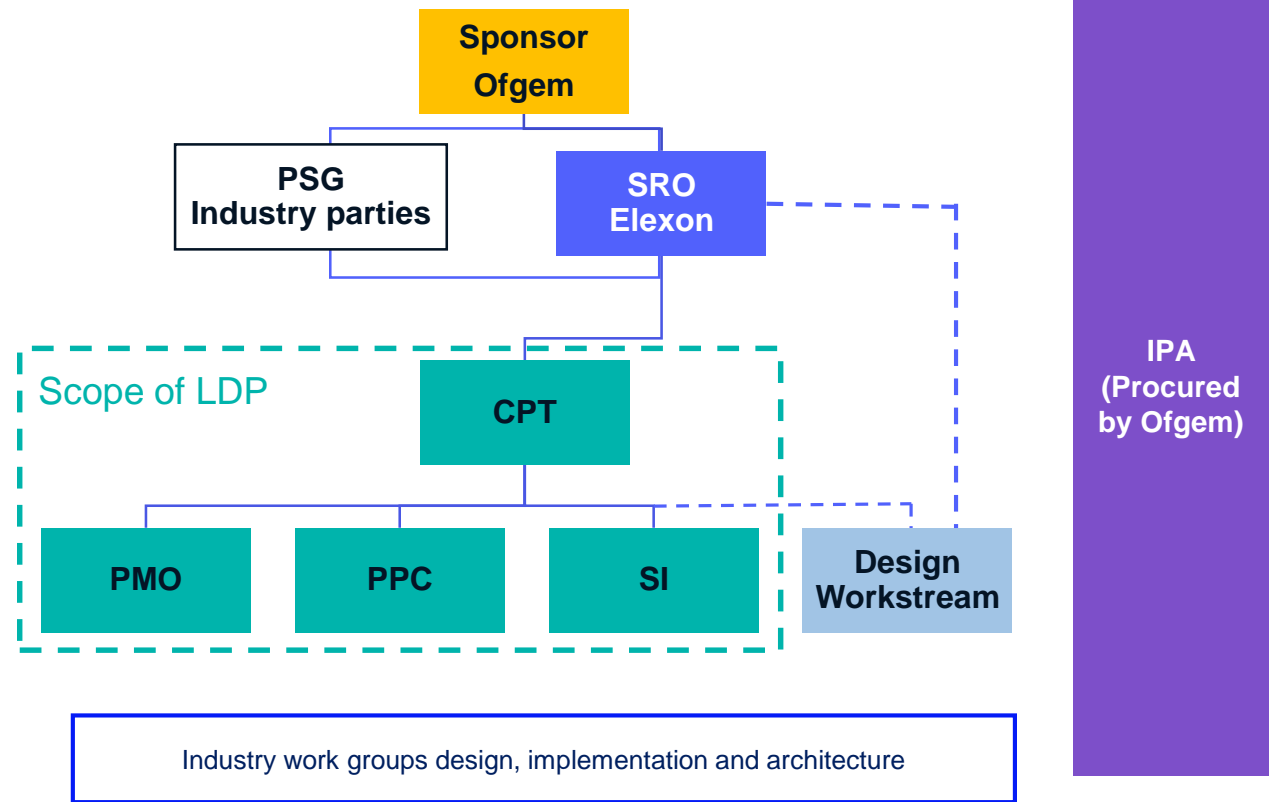 Sponsor
Ofgem
PSG
Industry parties
SRO
Elexon
IPA
(Procured
by Ofgem)
Scope of LDP
CPT
PMO
PPC
SI
Design
Workstream
Industry work groups design, implementation and architecture